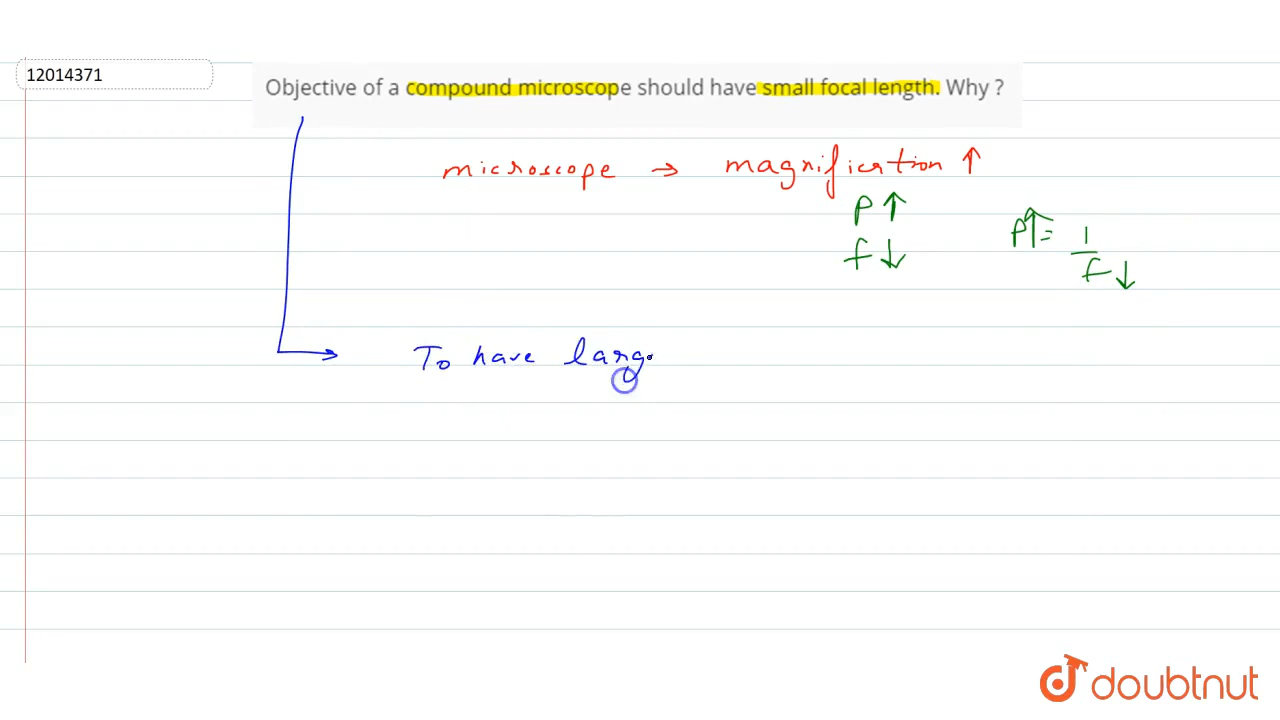 12014371
Objective of a compound microscope should have small focal length. Why ?
microscope → magnification ↑
P ↑
f ↓
P↑ = 1/f ↓
To have larg
doubtnut